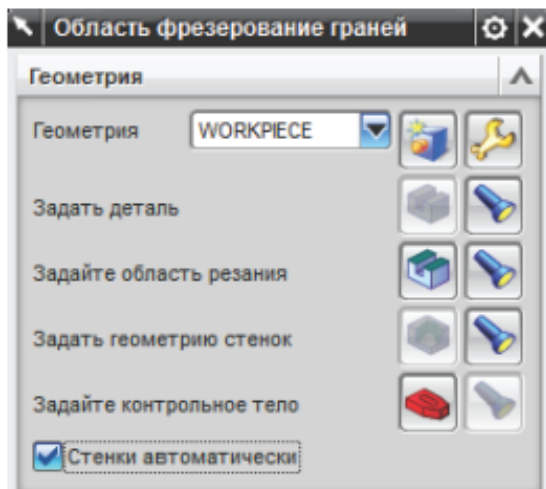 Область фрезерование граней
Геометрия
Геометрия WORKPIECE
Задать деталь
Задайте область резания
Задать геометрию стенок
Задайте контрольное тело
Стенки автоматически